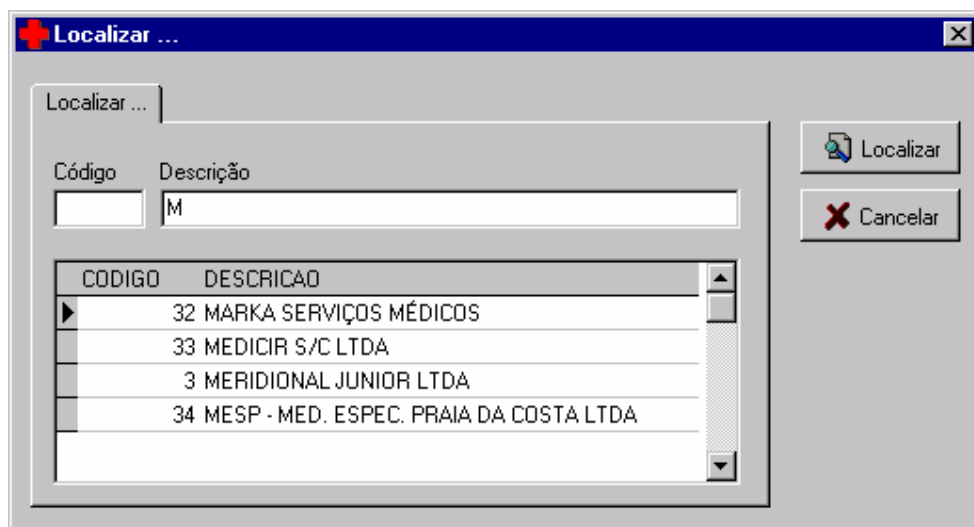 Localizar ...
Localizar ...
Código Descrição
M
Localizar
Cancelar
CODIGO DESCRICAO
32 MARKA SERVIÇOS MÉDICOS
33 MEDICIR S/C LTDA
3 MERIDIONAL JUNIOR LTDA
34 MESP - MED. ESPEC. PRAIA DA COSTA LTDA